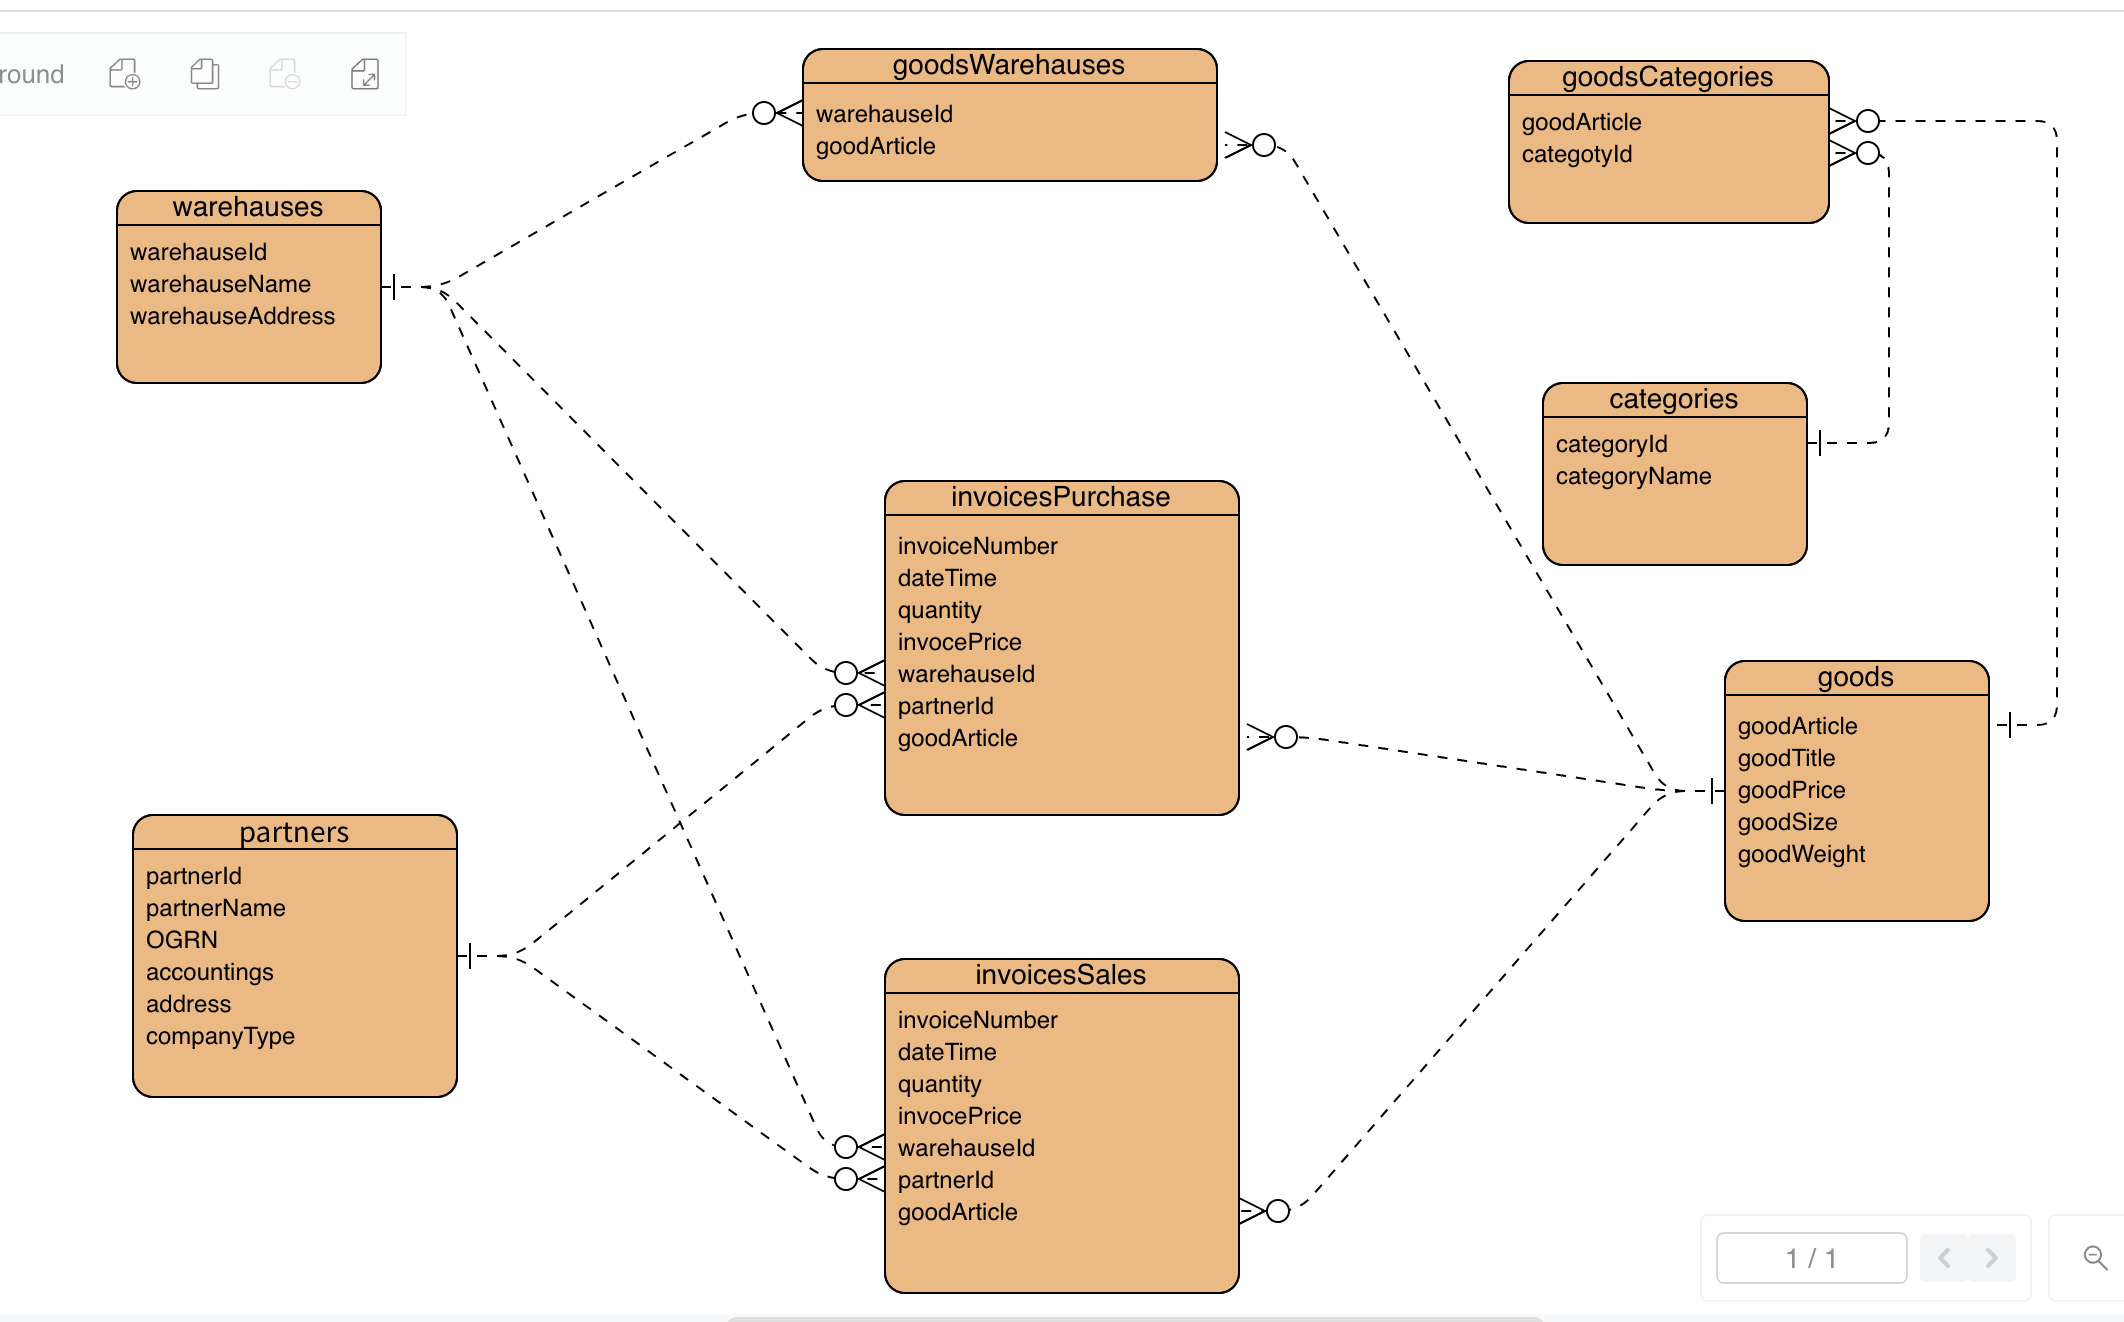 round
goodsWarehauses
warehauseId
goodArticle
goodsCategories
goodArticle
categotyId
warehauses
warehauseId
warehauseName
warehauseAddress
categories
categoryId
categoryName
invoicesPurchase
invoiceNumber
dateTime
quantity
invocePrice
warehauseId
partnerId
goodArticle
goods
goodArticle
goodTitle
goodPrice
goodSize
goodWeight
partners
partnerId
partnerName
OGRN
accountings
address
companyType
invoicesSales
invoiceNumber
dateTime
quantity
invocePrice
warehauseId
partnerId
goodArticle
1 / 1